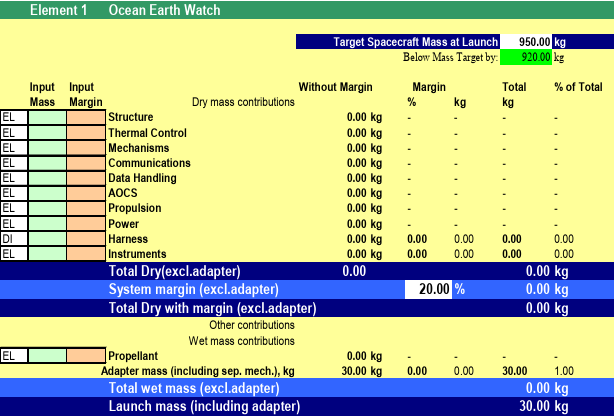 Element 1 Ocean Earth Watch
Target Spacecraft Mass at Launch 950.00 kg
Below Mass Target by: 920.00 kg
Input Input Without Margin Margin Total % of Total
Mass Margin Dry mass contributions % kg kg
EL Structure 0.00 kg - - - -
EL Thermal Control 0.00 kg - - - -
EL Mechanisms 0.00 kg - - - -
EL Communications 0.00 kg - - - -
EL Data Handling 0.00 kg - - - -
EL AOCS 0.00 kg - - - -
EL Propulsion 0.00 kg - - - -
EL Power 0.00 kg - - - -
DI Harness 0.00 kg 0.00 0.00 0.00 0.00
EL Instruments 0.00 kg 0.00 0.00 0.00 0.00
Total Dry(excl.adapter) 0.00 0.00 kg
System margin (excl.adapter) 20.00 % 0.00 kg
Total Dry with margin (excl.adapter) 0.00 kg
Other contributions
Wet mass contributions
EL Propellant 0.00 kg - - - -
Adapter mass (including sep. mech.), kg 30.00 kg 0.00 0.00 30.00 1.00
Total wet mass (excl.adapter) 0.00 kg
Launch mass (including adapter) 30.00 kg